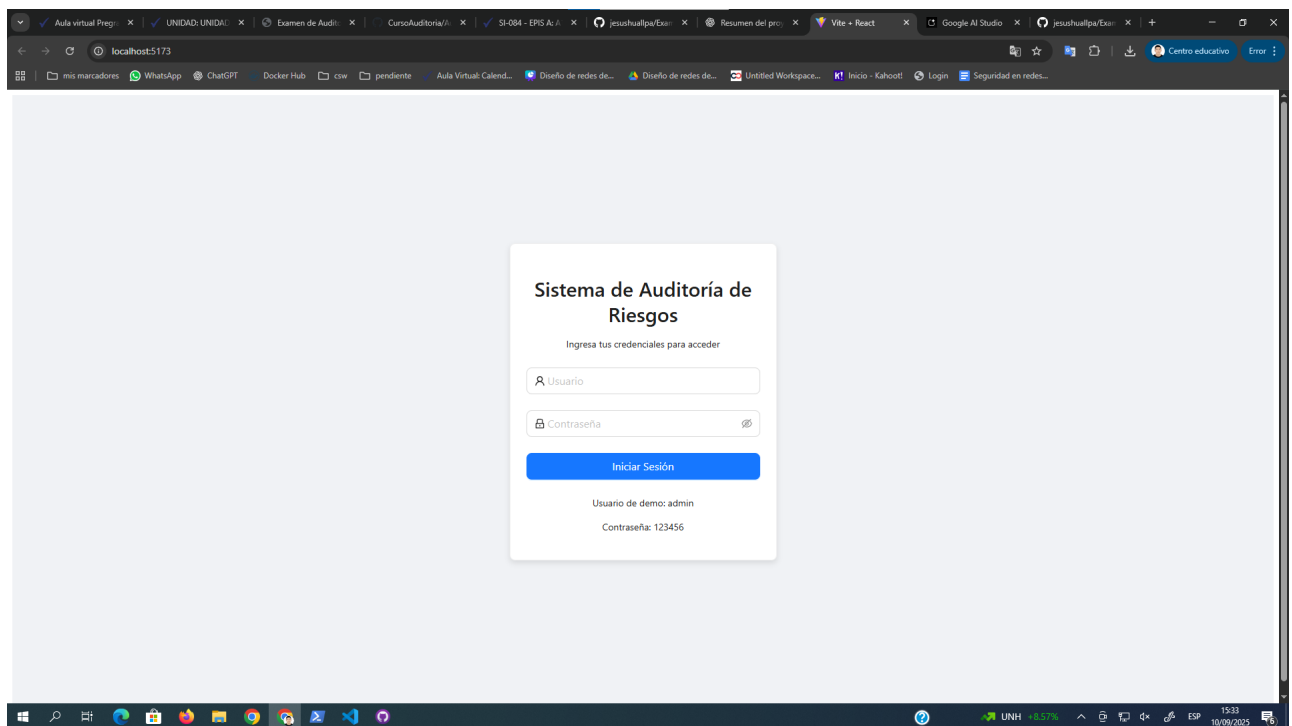 Aula virtual Pregr
UNIDAD: UNIDAD
Examen de Audito
CursoAuditoria/A
SI-084 - EPIS A: A
jesushuallpa/Exam
Resumen del proy
Vite + React
Google AI Studio
jesushuallpa/Exam
localhost:5173
Centro educativo
Error
mis marcadores
WhatsApp
ChatGPT
Docker Hub
csw
pendiente
Aula Virtual: Calend...
Diseño de redes de...
Diseño de redes de...
Untitled Workspace...
K! Inicio - Kahoot!
Login
Seguridad en redes...
Sistema de Auditoría de
Riesgos
Ingresa tus credenciales para acceder
Usuario
Contraseña
Iniciar Sesión
Usuario de demo: admin
Contraseña: 123456
UNH +8.57%
ESP
15:33
10/09/2025
6